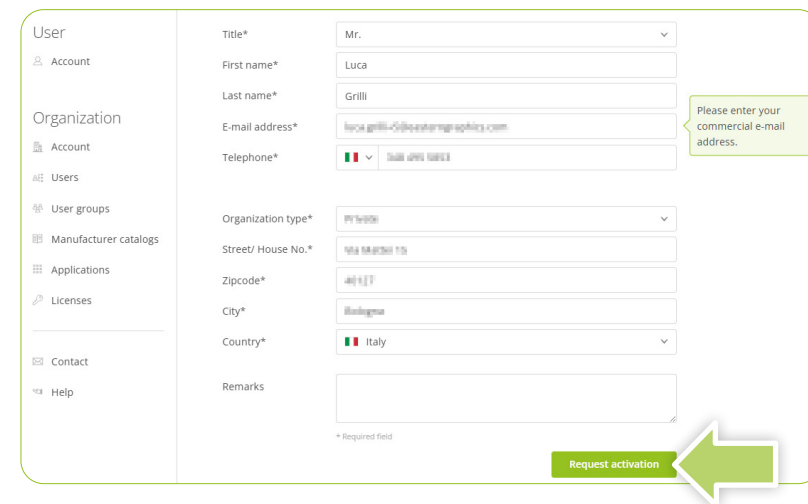 User
Account
Organization
Account
Users
User groups
Manufacturer catalogs
Applications
Licenses
Contact
Help
Title* Mr.
First name* Luca
Last name* Grilli
E-mail address*
Please enter your
commercial e-mail
address.
Telephone*
Organization type*
Street/ House No.*
Zipcode*
City*
Country* Italy
Remarks
* Required field
Request activation